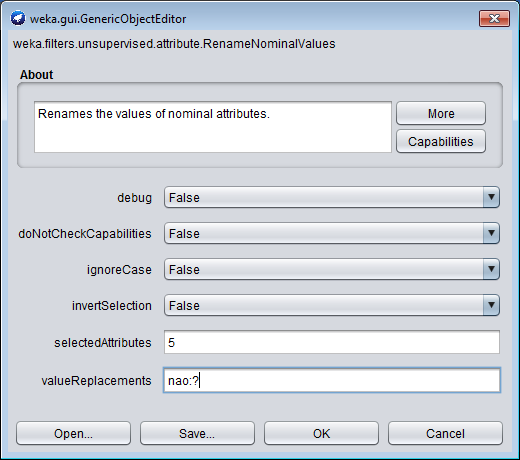 weka.gui.GenericObjectEditor
weka.filters.unsupervised.attribute.RenameNominalValues
About
Renames the values of nominal attributes.
More
Capabilities
debug False
doNotCheckCapabilities False
ignoreCase False
invertSelection False
selectedAttributes 5
valueReplacements nao:?
Open... Save... OK Cancel